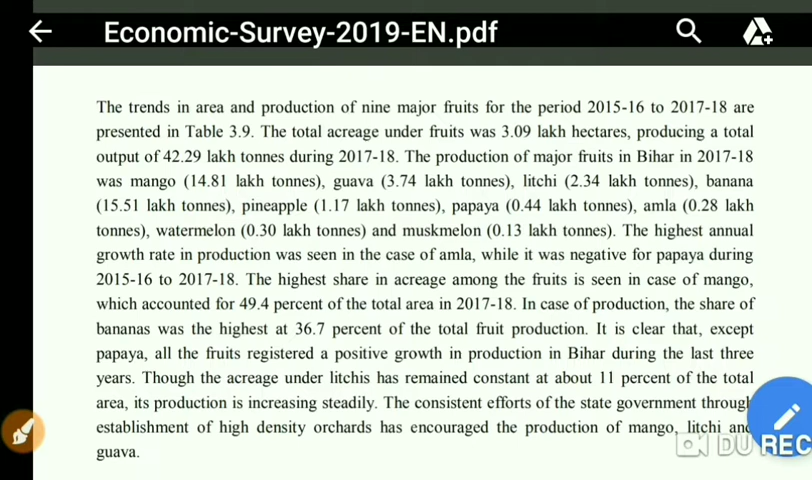 Economic-Survey-2019-EN.pdf
The trends in area and production of nine major fruits for the period 2015-16 to 2017-18 are
presented in Table 3.9. The total acreage under fruits was 3.09 lakh hectares, producing a total
output of 42.29 lakh tonnes during 2017-18. The production of major fruits in Bihar in 2017-18
was mango (14.81 lakh tonnes), guava (3.74 lakh tonnes), litchi (2.34 lakh tonnes), banana
(15.51 lakh tonnes), pineapple (1.17 lakh tonnes), papaya (0.44 lakh tonnes), amla (0.28 lakh
tonnes), watermelon (0.30 lakh tonnes) and muskmelon (0.13 lakh tonnes). The highest annual
growth rate in production was seen in the case of amla, while it was negative for papaya during
2015-16 to 2017-18. The highest share in acreage among the fruits is seen in case of mango,
which accounted for 49.4 percent of the total area in 2017-18. In case of production, the share of
bananas was the highest at 36.7 percent of the total fruit production. It is clear that, except
papaya, all the fruits registered a positive growth in production in Bihar during the last three
years. Though the acreage under litchis has remained constant at about 11 percent of the total
area, its production is increasing steadily. The consistent efforts of the state government through
establishment of high density orchards has encouraged the production of mango, litchi and
guava.
DU REC